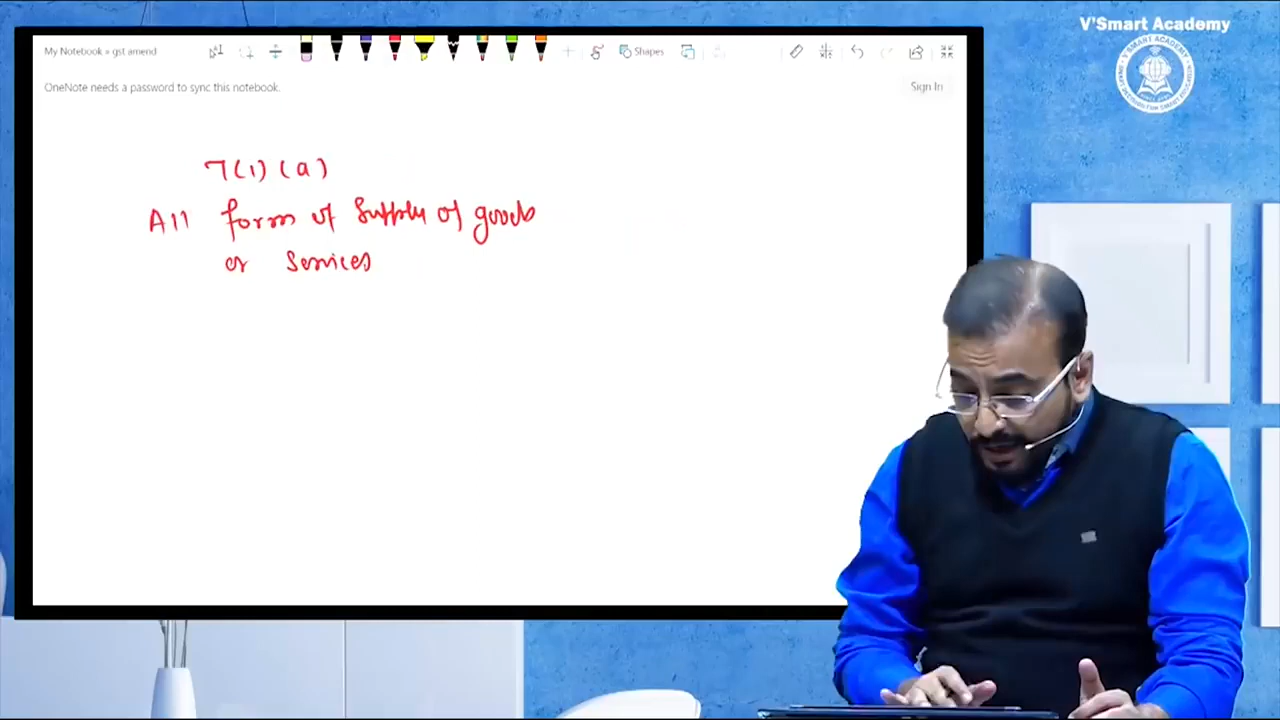 V'Smart Academy
My Notebook » gst amend
Shapes
OneNote needs a password to sync this notebook.
Sign In
7(1)(a)
All form of supply of goods
or services